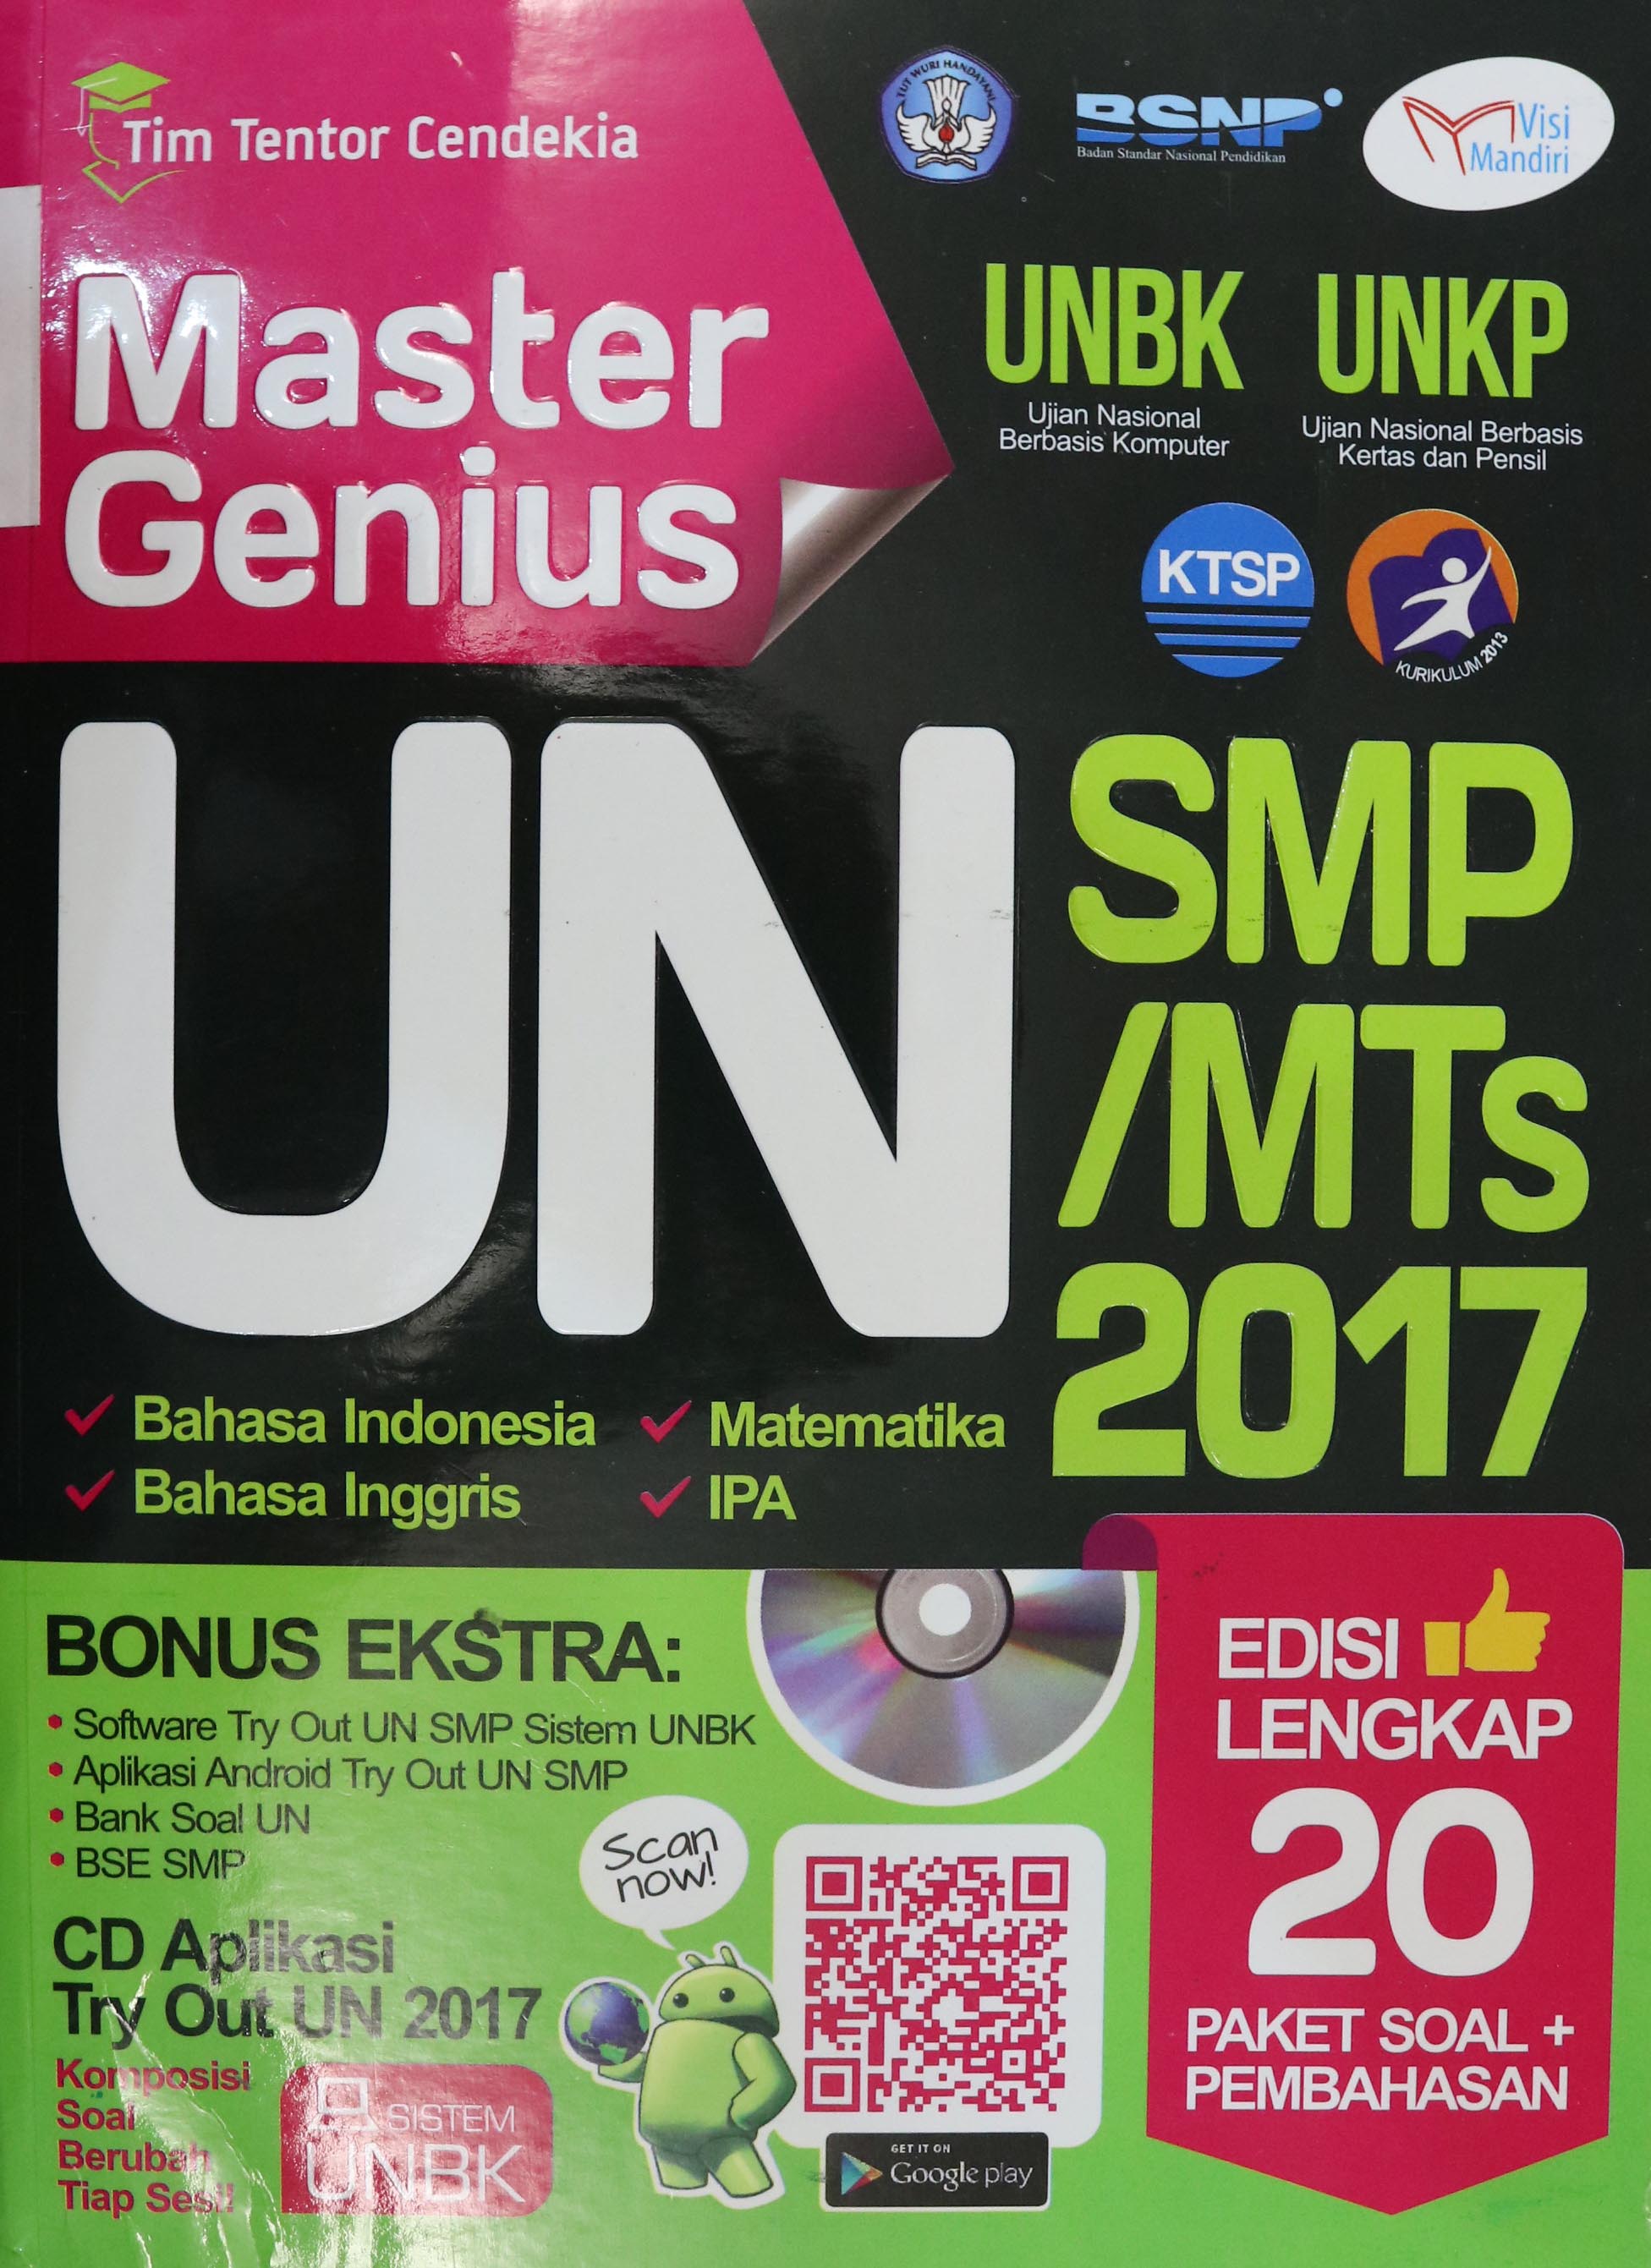 Tim Tentor Cendekia
TUT WURI HANDAYANI
BSNP
Badan Standar Nasional Pendidikan
Visi
Mandiri
Master
Genius
UNBK
Ujian Nasional
Berbasis Komputer
UNKP
Ujian Nasional Berbasis
Kertas dan Pensil
KTSP
KURIKULUM 2013
UN
SMP
/MTs
2017
Bahasa Indonesia
Matematika
Bahasa Inggris
IPA
BONUS EKSTRA:
• Software Try Out UN SMP Sistem UNBK
• Aplikasi Android Try Out UN SMP
• Bank Soal UN
• BSE SMP
CD Aplikasi
Try Out UN 2017
Komposisi
Soal
Berubah
Tiap Sesi!
SISTEM
UNBK
Scan
now!
GET IT ON
Google play
EDISI
LENGKAP
20
PAKET SOAL +
PEMBAHASAN